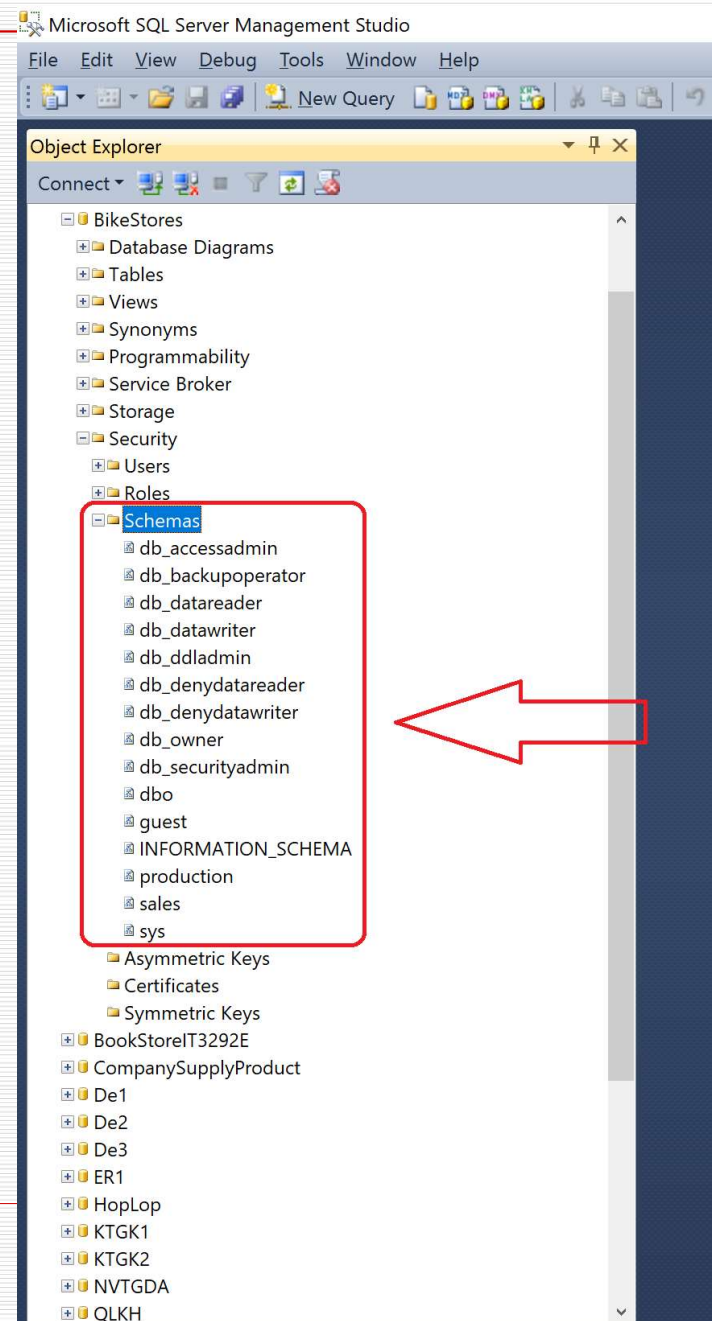 Microsoft SQL Server Management Studio
File Edit View Debug Tools Window Help
New Query
Object Explorer
Connect
BikeStores
Database Diagrams
Tables
Views
Synonyms
Programmability
Service Broker
Storage
Security
Users
Roles
Schemas
db_accessadmin
db_backupoperator
db_datareader
db_datawriter
db_ddladmin
db_denydatareader
db_denydatawriter
db_owner
db_securityadmin
dbo
guest
INFORMATION_SCHEMA
production
sales
sys
Asymmetric Keys
Certificates
Symmetric Keys
BookStoreIT3292E
CompanySupplyProduct
De1
De2
De3
ER1
HopLop
KTGK1
KTGK2
NVTGDA
QLKH